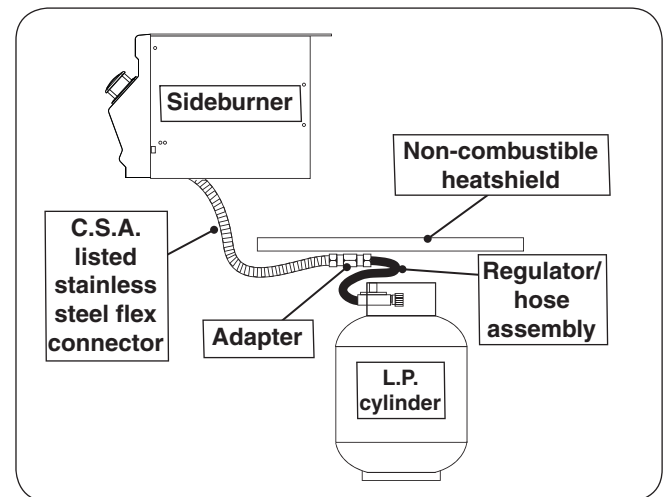 Sideburner
Non-combustible
heatshield
C.S.A.
listed
stainless
steel flex
connector
Adapter
Regulator/
hose
assembly
L.P.
cylinder